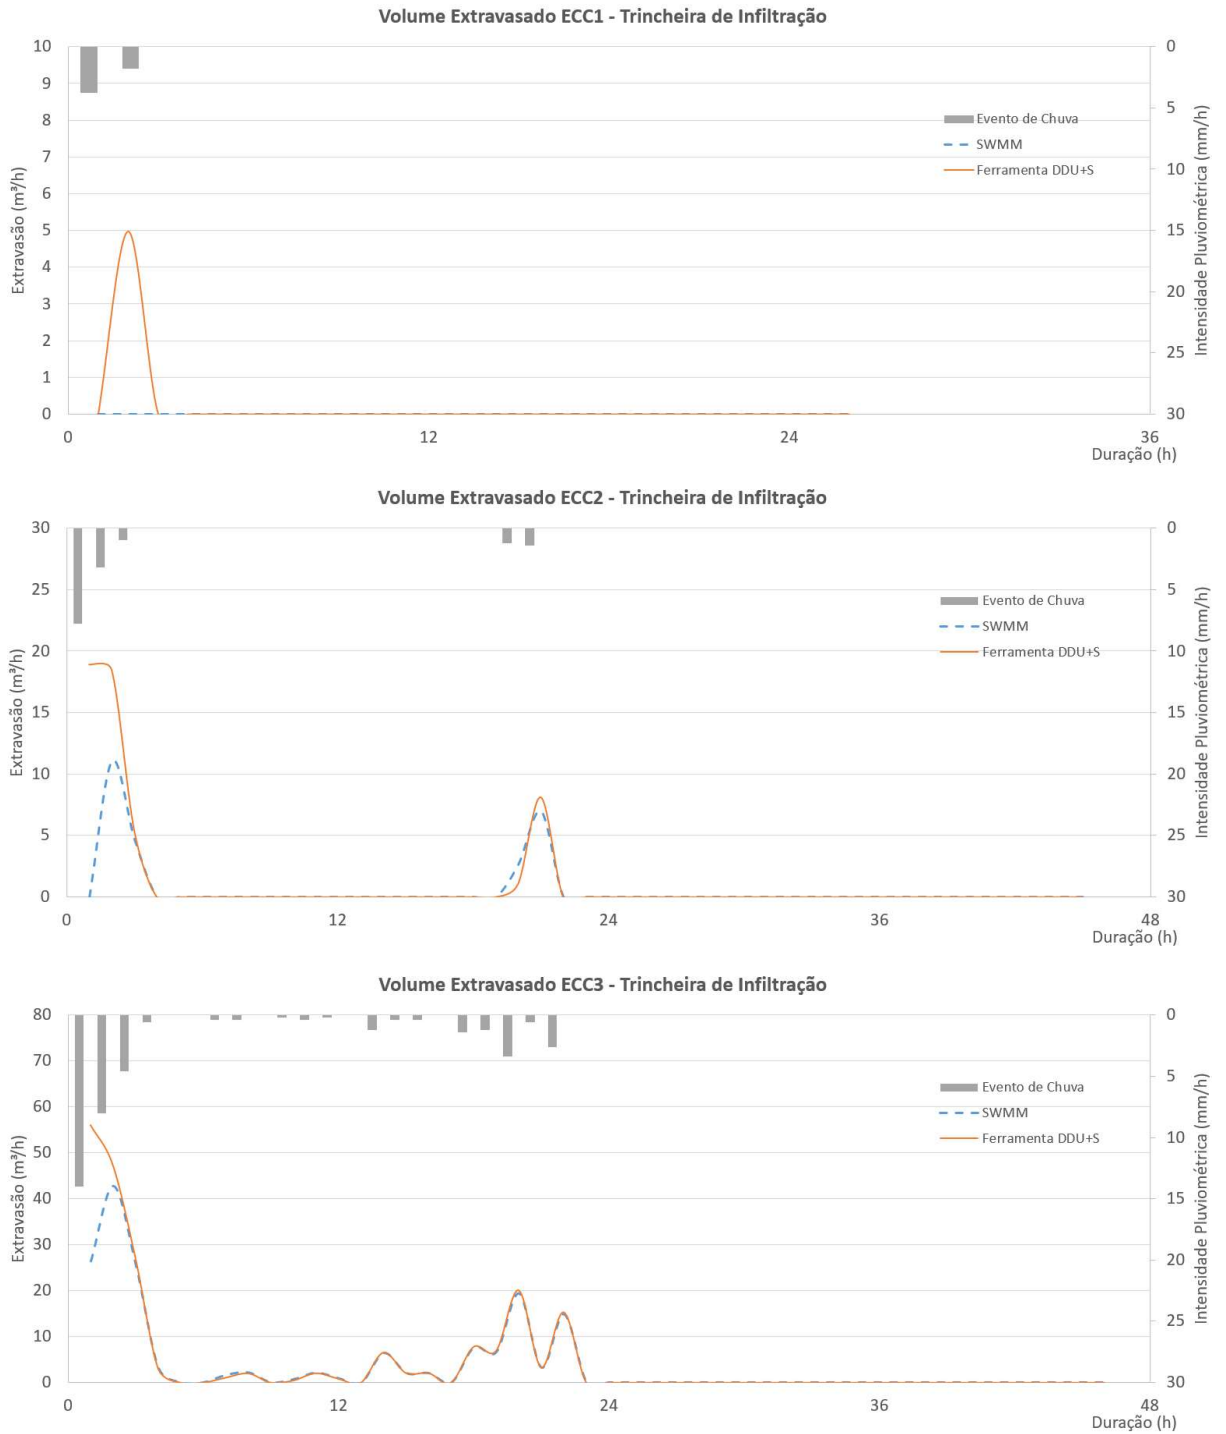 Volume Extravasado ECC1 - Trincheira de Infiltração
10
9
8
7
6
5
4
3
2
1
0
Extravasão (m³/h)
0
5
10
15
20
25
30
Intensidade Pluviométrica (mm/h)
Evento de Chuva
SWMM
Ferramenta DDU+S
0
12
24
36
Duração (h)
Volume Extravasado ECC2 - Trincheira de Infiltração
30
25
20
15
10
5
0
Extravasão (m³/h)
0
5
10
15
20
25
30
Intensidade Pluviométrica (mm/h)
Evento de Chuva
SWMM
Ferramenta DDU+S
0
12
24
36
48
Duração (h)
Volume Extravasado ECC3 - Trincheira de Infiltração
80
70
60
50
40
30
20
10
0
Extravasão (m³/h)
0
5
10
15
20
25
30
Intensidade Pluviométrica (mm/h)
Evento de Chuva
SWMM
Ferramenta DDU+S
0
12
24
36
48
Duração (h)